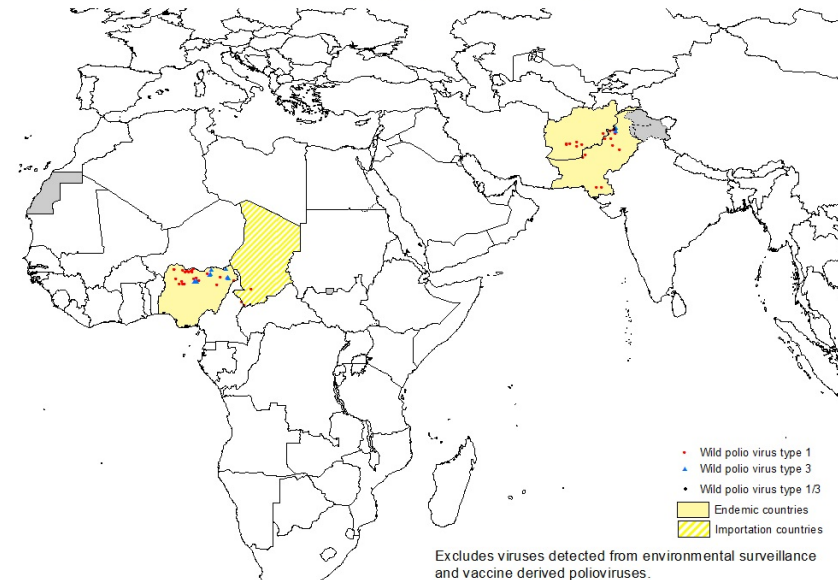 Wild polio virus type 1
Wild polio virus type 3
Wild polio virus type 1/3
Endemic countries
Importation countries
Excludes viruses detected from environmental surveillance
and vaccine derived polioviruses.